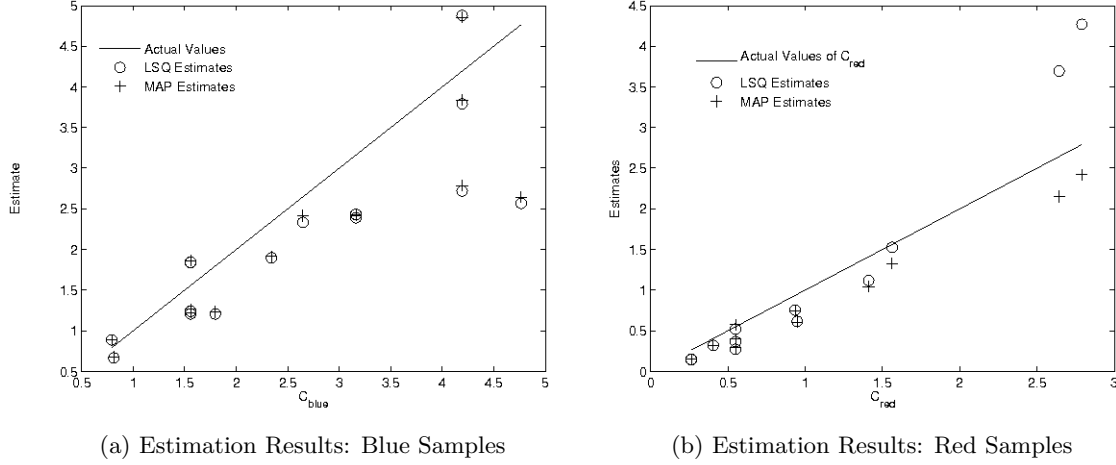 5
4.5
4
3.5
3
2.5
2
1.5
1
0.5
Estimate
Actual Values
LSQ Estimates
MAP Estimates
0.5 1 1.5 2 2.5 3 3.5 4 4.5 5
C_blue
(a) Estimation Results: Blue Samples
4.5
4
3.5
3
2.5
2
1.5
1
0.5
0
Estimates
Actual Values of C_red
LSQ Estimates
MAP Estimates
0 0.5 1 1.5 2 2.5 3
C_red
(b) Estimation Results: Red Samples